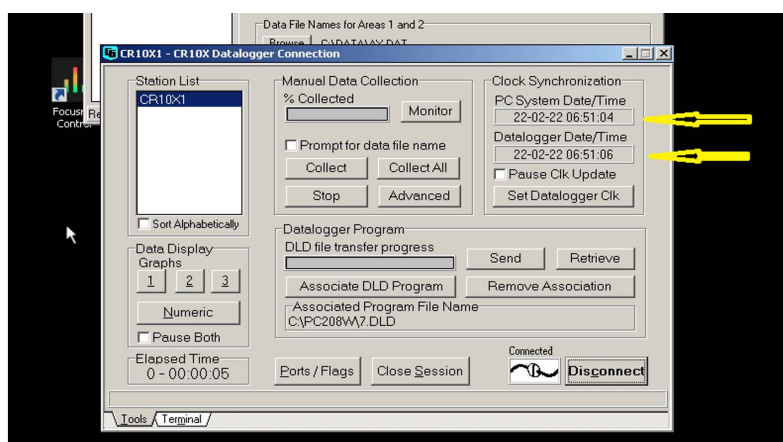 Data File Names for Areas 1 and 2
Browse C:\DATA\AY.DAT
CR10X1 - CR10X Datalogger Connection
Station List
CR10X1
Sort Alphabetically
Manual Data Collection
% Collected
Monitor
Prompt for data file name
Collect
Collect All
Stop
Advanced
Clock Synchronization
PC System Date/Time
22-02-22 06:51:04
Datalogger Date/Time
22-02-22 06:51:06
Pause Clk Update
Set Datalogger Clk
Data Display
Graphs
1 2 3
Numeric
Pause Both
Datalogger Program
DLD file transfer progress
Send
Retrieve
Associate DLD Program
Remove Association
Associated Program File Name
C:\PC208W\7.DLD
Elapsed Time
0 - 00:00:05
Ports / Flags
Close Session
Connected
Disconnect
Tools
Terminal
Focusr
Contro
Re